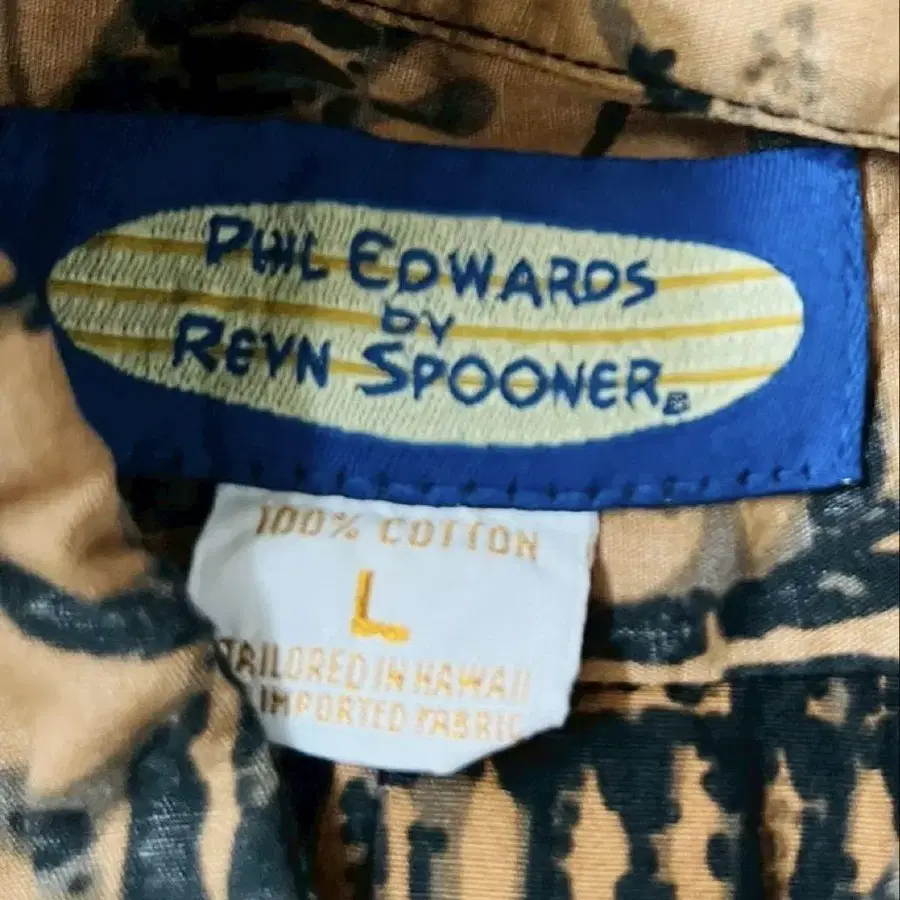 PHIL EDWARDS
by
REYN SPOONER®
100% COTTON
L
TAILORED IN HAWAII
IMPORTED FABRIC